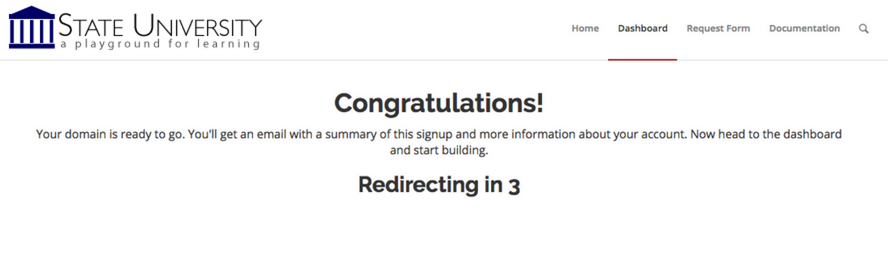 STATE UNIVERSITY
a playground for learning
Home Dashboard Request Form Documentation
Congratulations!
Your domain is ready to go. You'll get an email with a summary of this signup and more information about your account. Now head to the dashboard
and start building.
Redirecting in 3